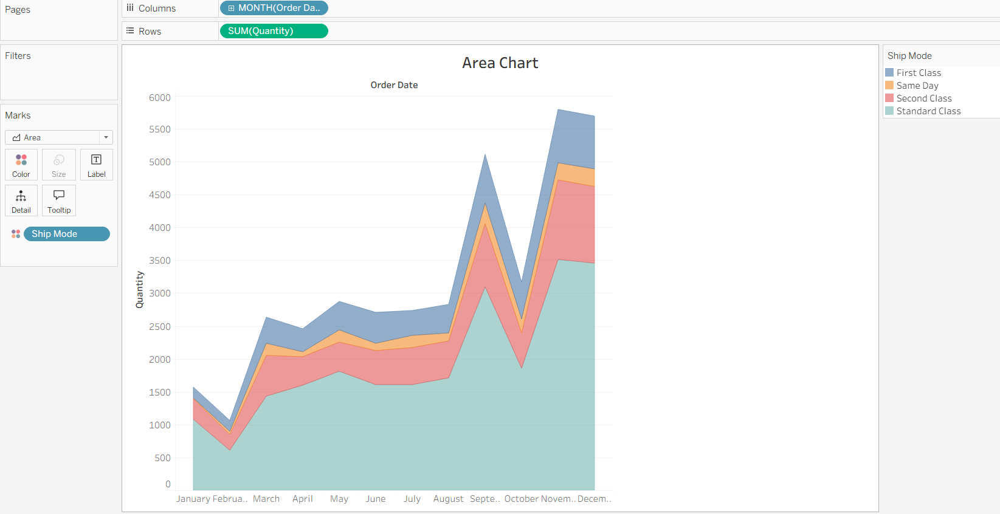 Pages
Columns
MONTH(Order Da..
Rows
SUM(Quantity)
Filters
Marks
Area
Color
Size
Label
Detail
Tooltip
Ship Mode
Area Chart
Order Date
Quantity
6000
5500
5000
4500
4000
3500
3000
2500
2000
1500
1000
500
0
January Februa.. March April May June July August Septe.. October Novem.. Decem..
Ship Mode
First Class
Same Day
Second Class
Standard Class